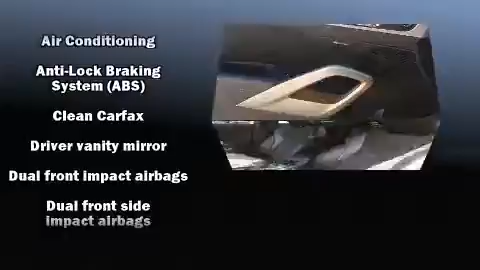 Air Conditioning
Anti-Lock Braking
System (ABS)
Clean Carfax
Driver vanity mirror
Dual front impact airbags
Dual front side
impact airbags